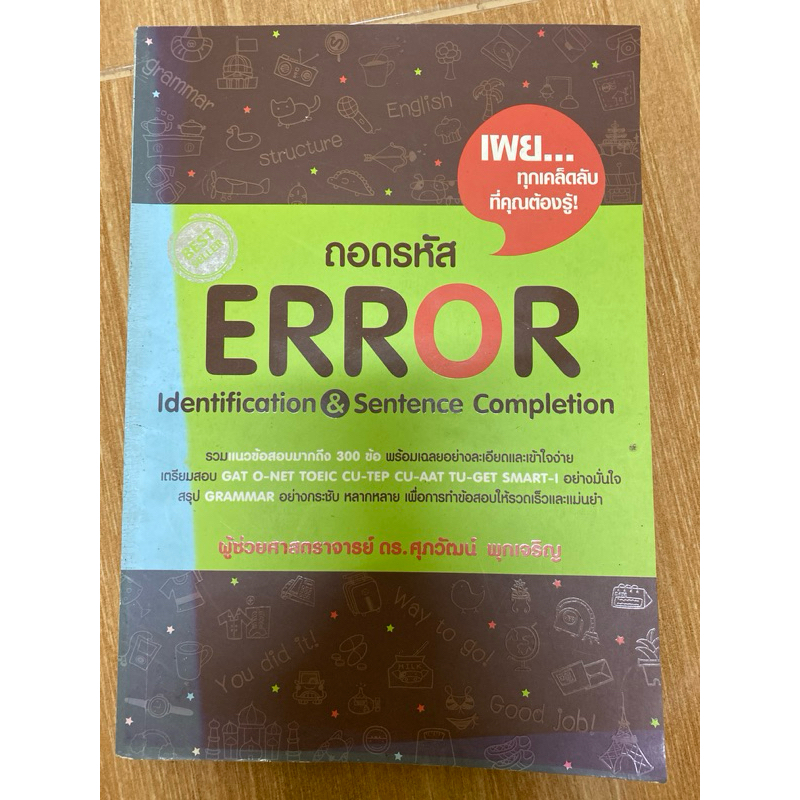 grammar
English
structure
เผย...
ทุกเคล็ดลับ
ที่คุณต้องรู้!
BEST
SELLER
ถอดรหัส
ERROR
Identification & Sentence Completion
รวมแนวข้อสอบมากถึง 300 ข้อ พร้อมเฉลยอย่างละเอียดและเข้าใจง่าย
เตรียมสอบ GAT O-NET TOEIC CU-TEP CU-AAT TU-GET SMART-I อย่างมั่นใจ
สรุป GRAMMAR อย่างกระชับ หลากหลาย เพื่อการทำข้อสอบให้รวดเร็วและแม่นยำ
ผู้ช่วยศาสตราจารย์ ดร.ศุภวัฒน์ พุกเจริญ
Way to go!
You did it!
MILK
Good Job!